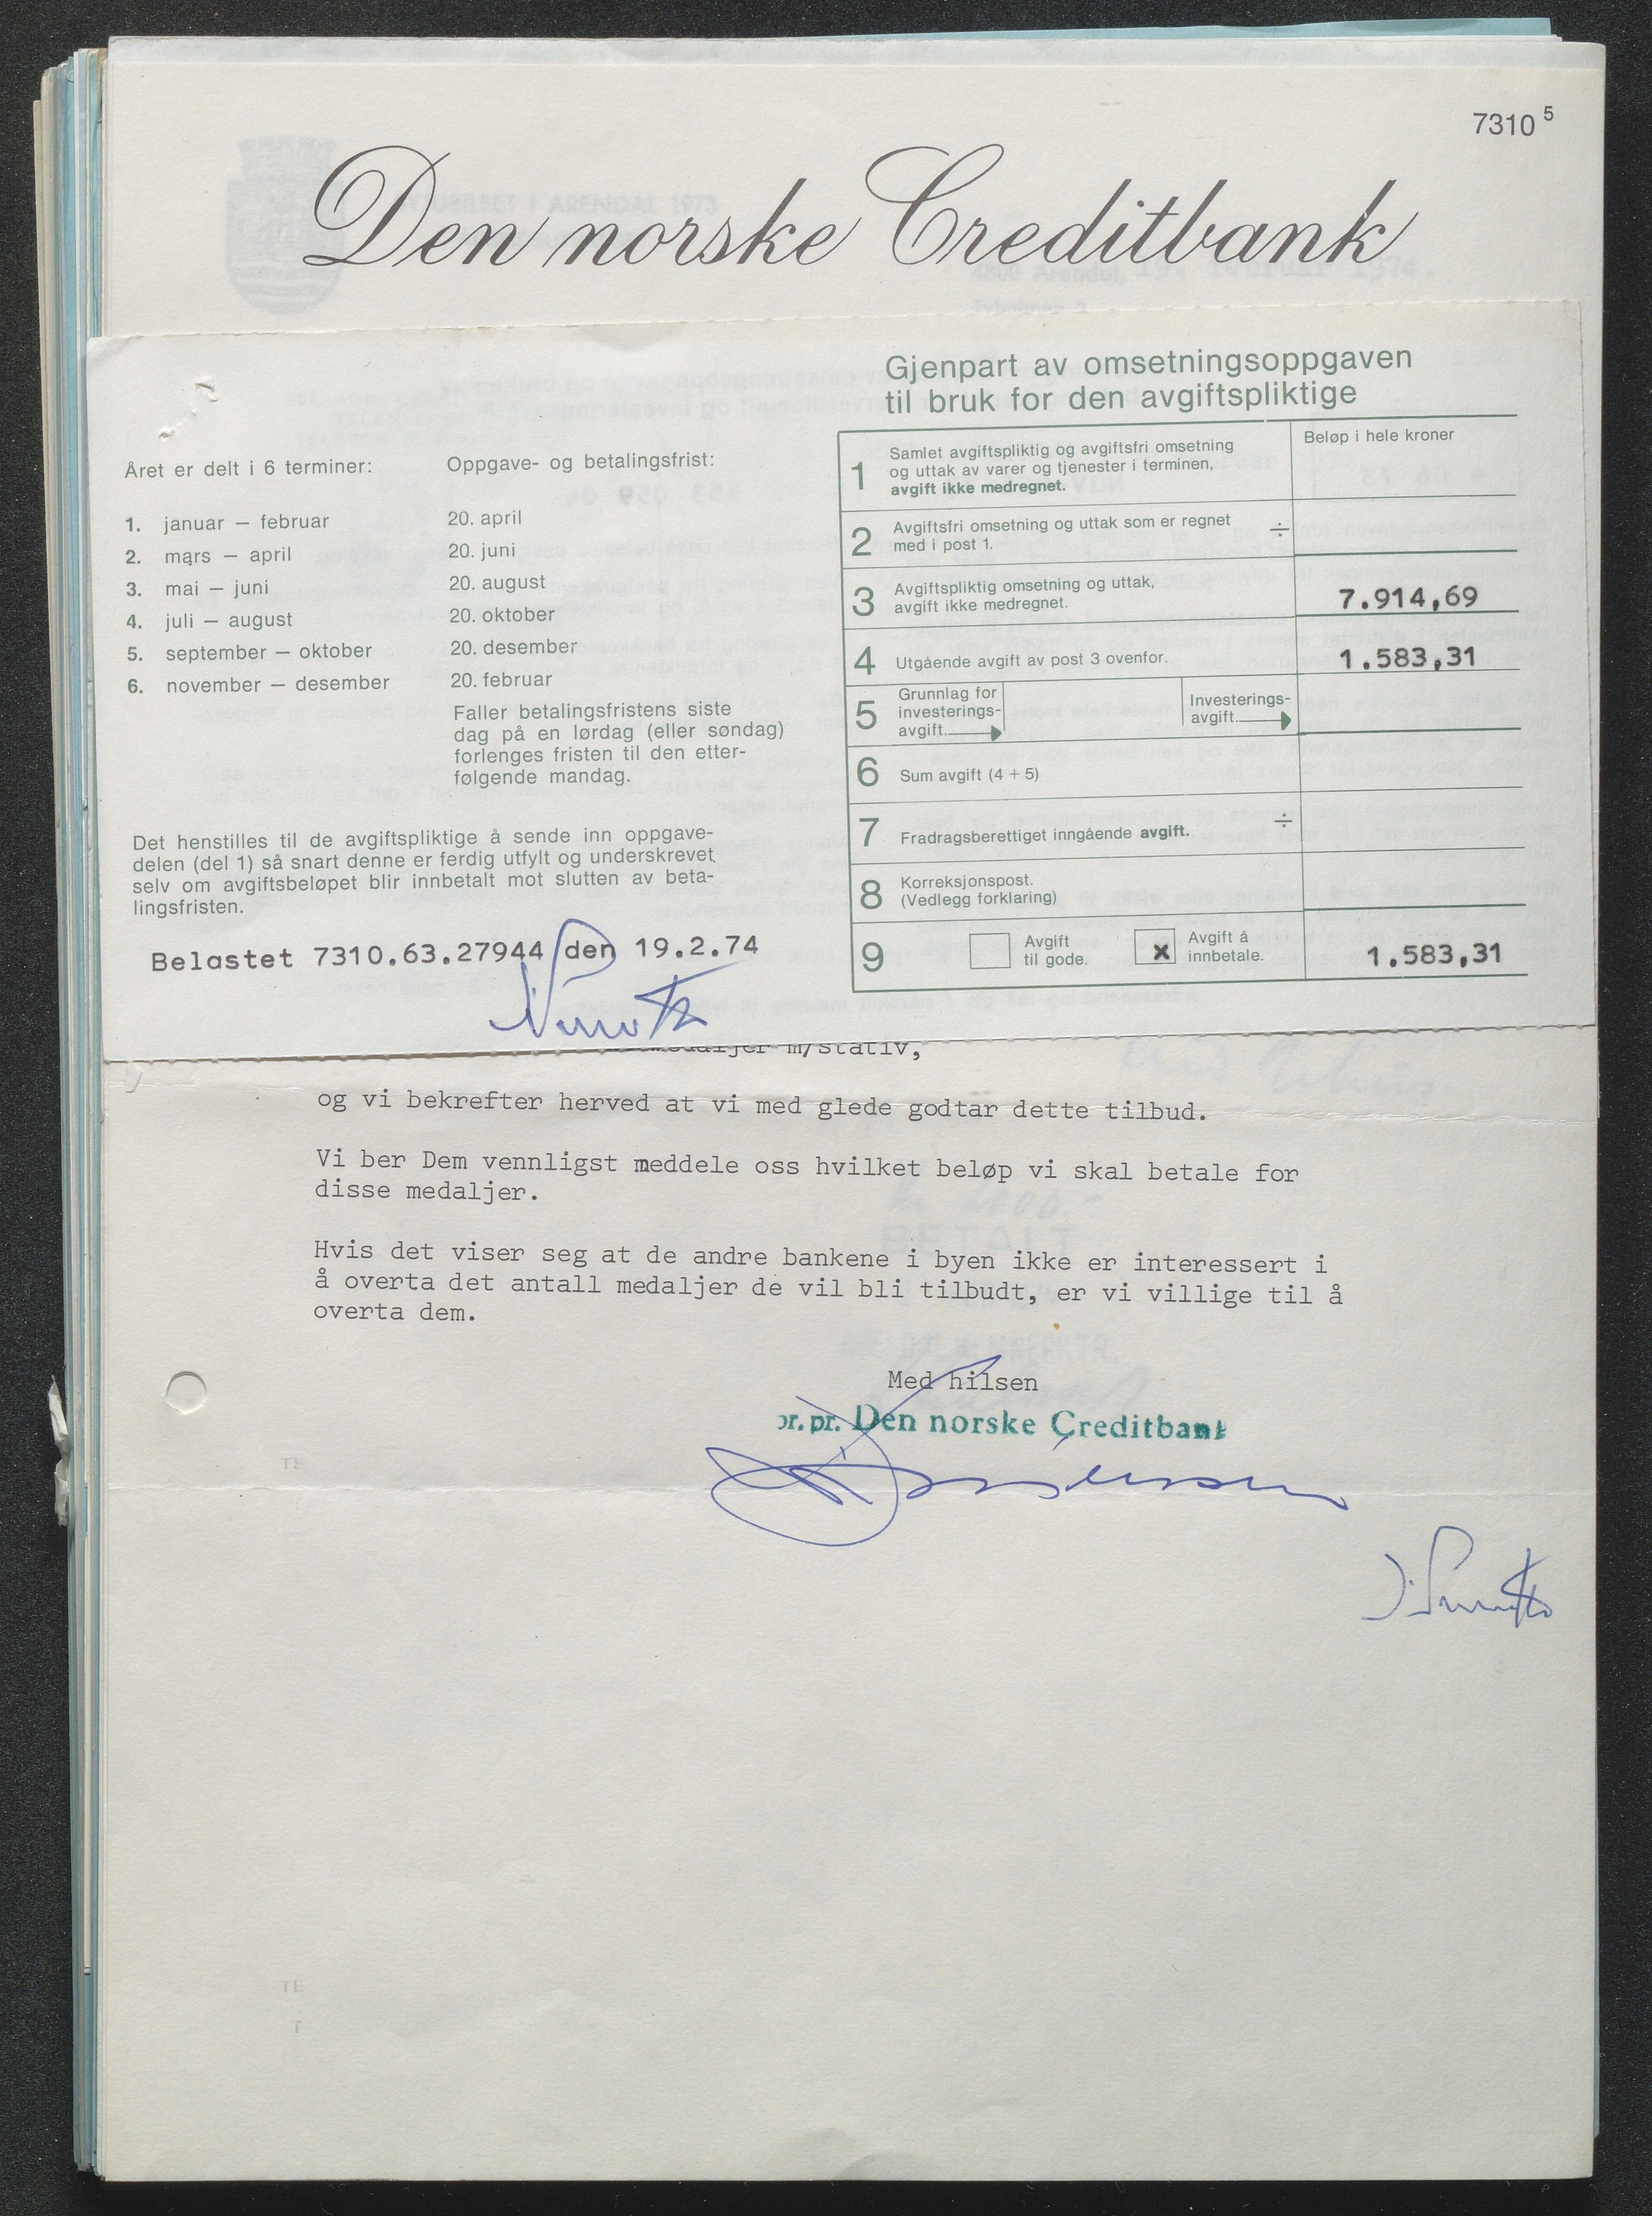 7310 5
Den norske Creditbank
Gjenpart av omsetningsoppgaven
til bruk for den avgiftspliktige
Året er delt i 6 terminer:
1. januar – februar
2. mars – april
3. mai – juni
4. juli – august
5. september – oktober
6. november – desember
Oppgave- og betalingsfrist:
20. april
20. juni
20. august
20. oktober
20. desember
20. februar
Faller betalingsfristens siste
dag på en lørdag (eller søndag)
forlenges fristen til den etter-
følgende mandag.
Det henstilles til de avgiftspliktige å sende inn oppgave-
delen (del 1) så snart denne er ferdig utfylt og underskrevet
selv om avgiftsbeløpet blir innbetalt mot slutten av beta-
lingsfristen.
Belastet 7310.63.27944 den 19.2.74
Beløp i hele kroner
1 Samlet avgiftspliktig og avgiftsfri omsetning
og uttak av varer og tjenester i terminen,
avgift ikke medregnet.
2 Avgiftsfri omsetning og uttak som er regnet ÷
med i post 1.
3 Avgiftspliktig omsetning og uttak, 7.914,69
avgift ikke medregnet.
4 Utgående avgift av post 3 ovenfor. 1.583,31
5 Grunnlag for
investerings-
avgift.
Investerings-
avgift.
6 Sum avgift (4 + 5)
7 Fradragsberettiget inngående avgift. ÷
8 Korreksjonspost.
(Vedlegg forklaring)
9 Avgift
til gode.
x Avgift å
innbetale.
1.583,31
m/stativ,
og vi bekrefter herved at vi med glede godtar dette tilbud.
Vi ber Dem vennligst meddele oss hvilket beløp vi skal betale for
disse medaljer.
Hvis det viser seg at de andre bankene i byen ikke er interessert i
å overta det antall medaljer de vil bli tilbudt, er vi villige til å
overta dem.
Med hilsen
pr. pr. Den norske Creditbank